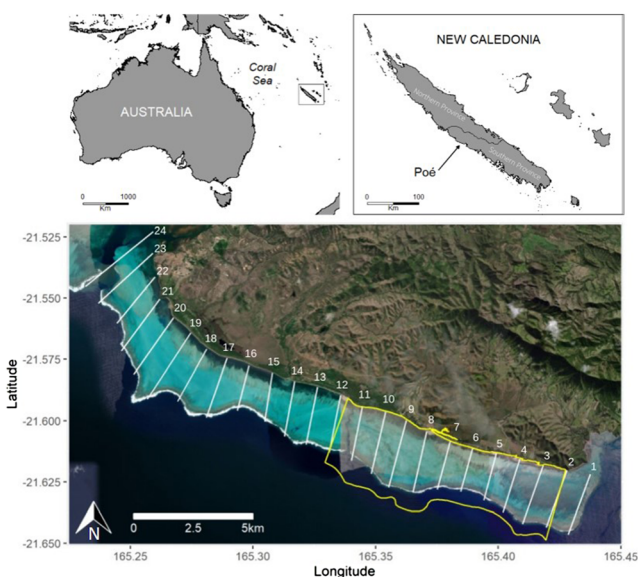 Coral
Sea
AUSTRALIA
0 1000
Km
NEW CALEDONIA
Northern Province
Southern Province
Poé
0 100
Km
Latitude
-21.525
-21.550
-21.575
-21.600
-21.625
-21.650
24
23
22
21
20
19
18
17
16
15
14
13
12
11
10
9
8
7
6
5
4
3
2
1
N
0 2.5 5km
165.25 165.30 165.35 165.40 165.45
Longitude